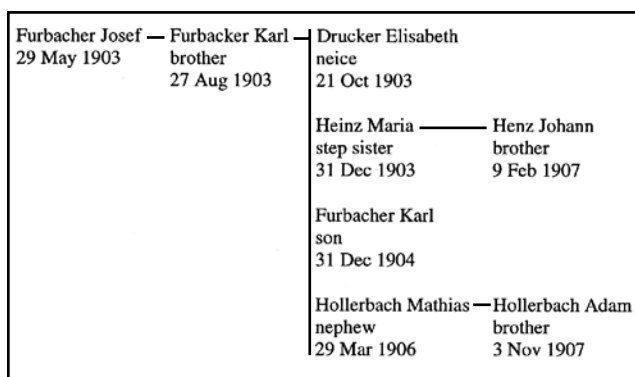 Furbacher Josef — Furbacker Karl
29 May 1903
brother
27 Aug 1903
Drucker Elisabeth
neice
21 Oct 1903
Heinz Maria
step sister
31 Dec 1903
Henz Johann
brother
9 Feb 1907
Furbacher Karl
son
31 Dec 1904
Hollerbach Mathias
nephew
29 Mar 1906
Hollerbach Adam
brother
3 Nov 1907